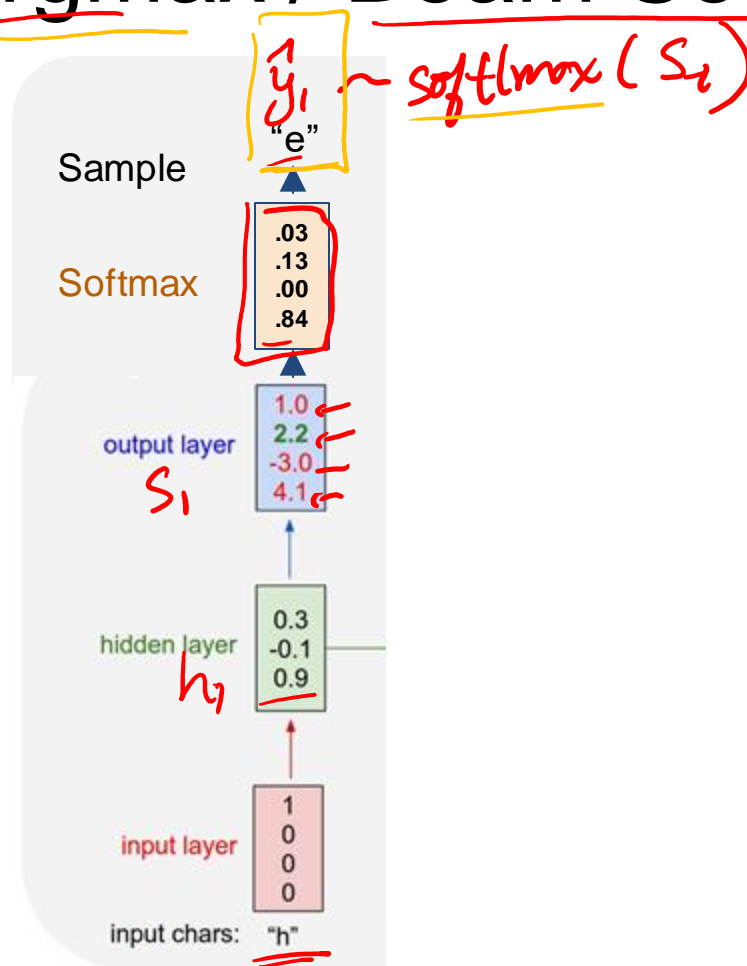 ŷ₁ ~ softmax (S₁)
"e"
Sample
Softmax
.03
.13
.00
.84
output layer
S₁
1.0
2.2
-3.0
4.1
hidden layer
h₁
0.3
-0.1
0.9
input layer
1
0
0
0
input chars: "h"